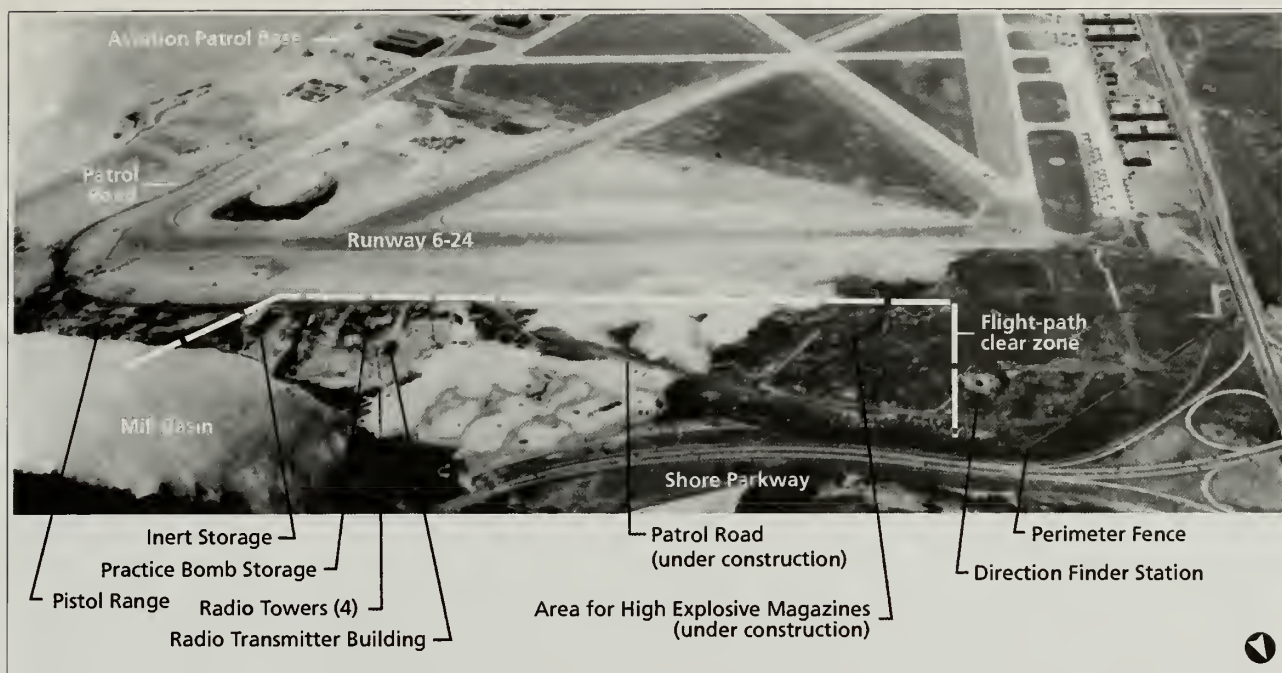 Aviation Patrol Base
Patrol
Road
Runway 6-24
Flight-path
clear zone
Mill Basin
Shore Parkway
Inert Storage
Practice Bomb Storage
Pistol Range
Radio Towers (4)
Radio Transmitter Building
Patrol Road
(under construction)
Area for High Explosive Magazines
(under construction)
Perimeter Fence
Direction Finder Station